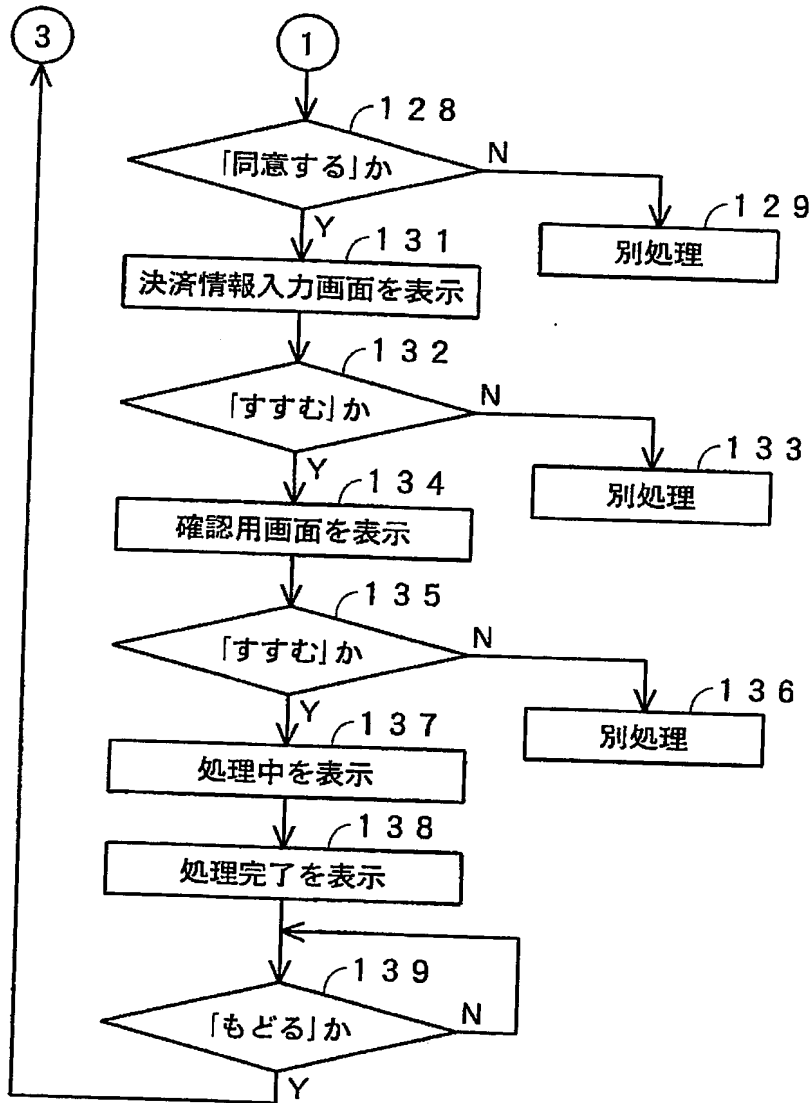 3
1
128
「同意する」か
N
Y
129
別処理
131
決済情報入力画面を表示
132
「すすむ」か
N
Y
133
別処理
134
確認用画面を表示
135
「すすむ」か
N
Y
136
別処理
137
処理中を表示
138
処理完了を表示
139
「もどる」か
N
Y